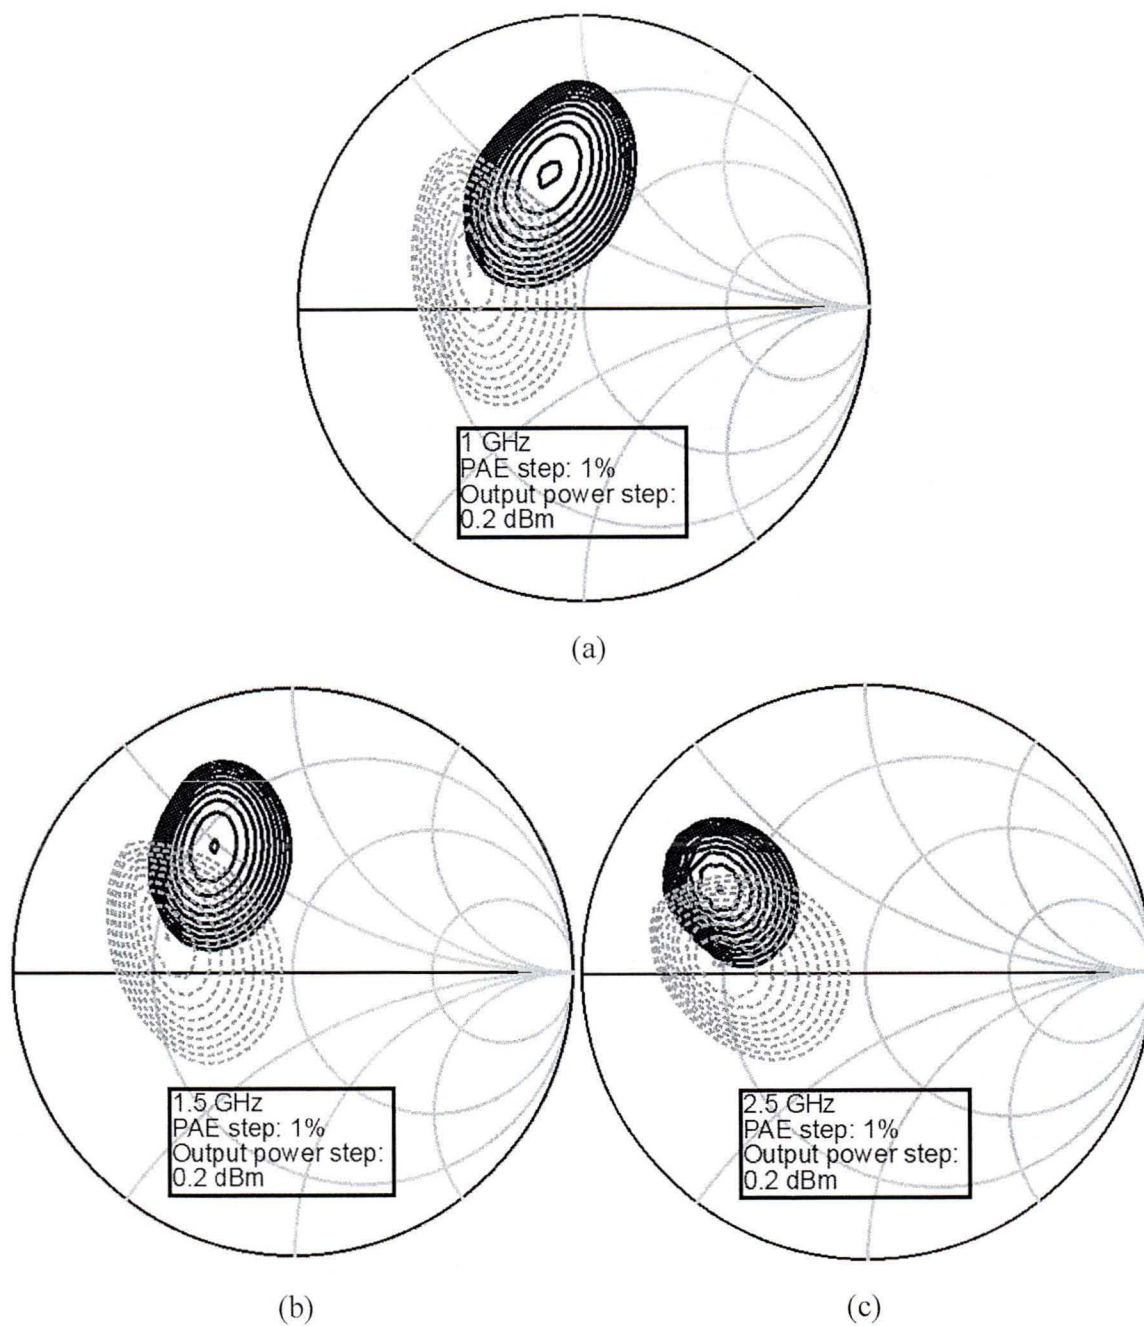 1 GHz
PAE step: 1%
Output power step:
0.2 dBm
(a)
1.5 GHz
PAE step: 1%
Output power step:
0.2 dBm
2.5 GHz
PAE step: 1%
Output power step:
0.2 dBm
(b)
(c)